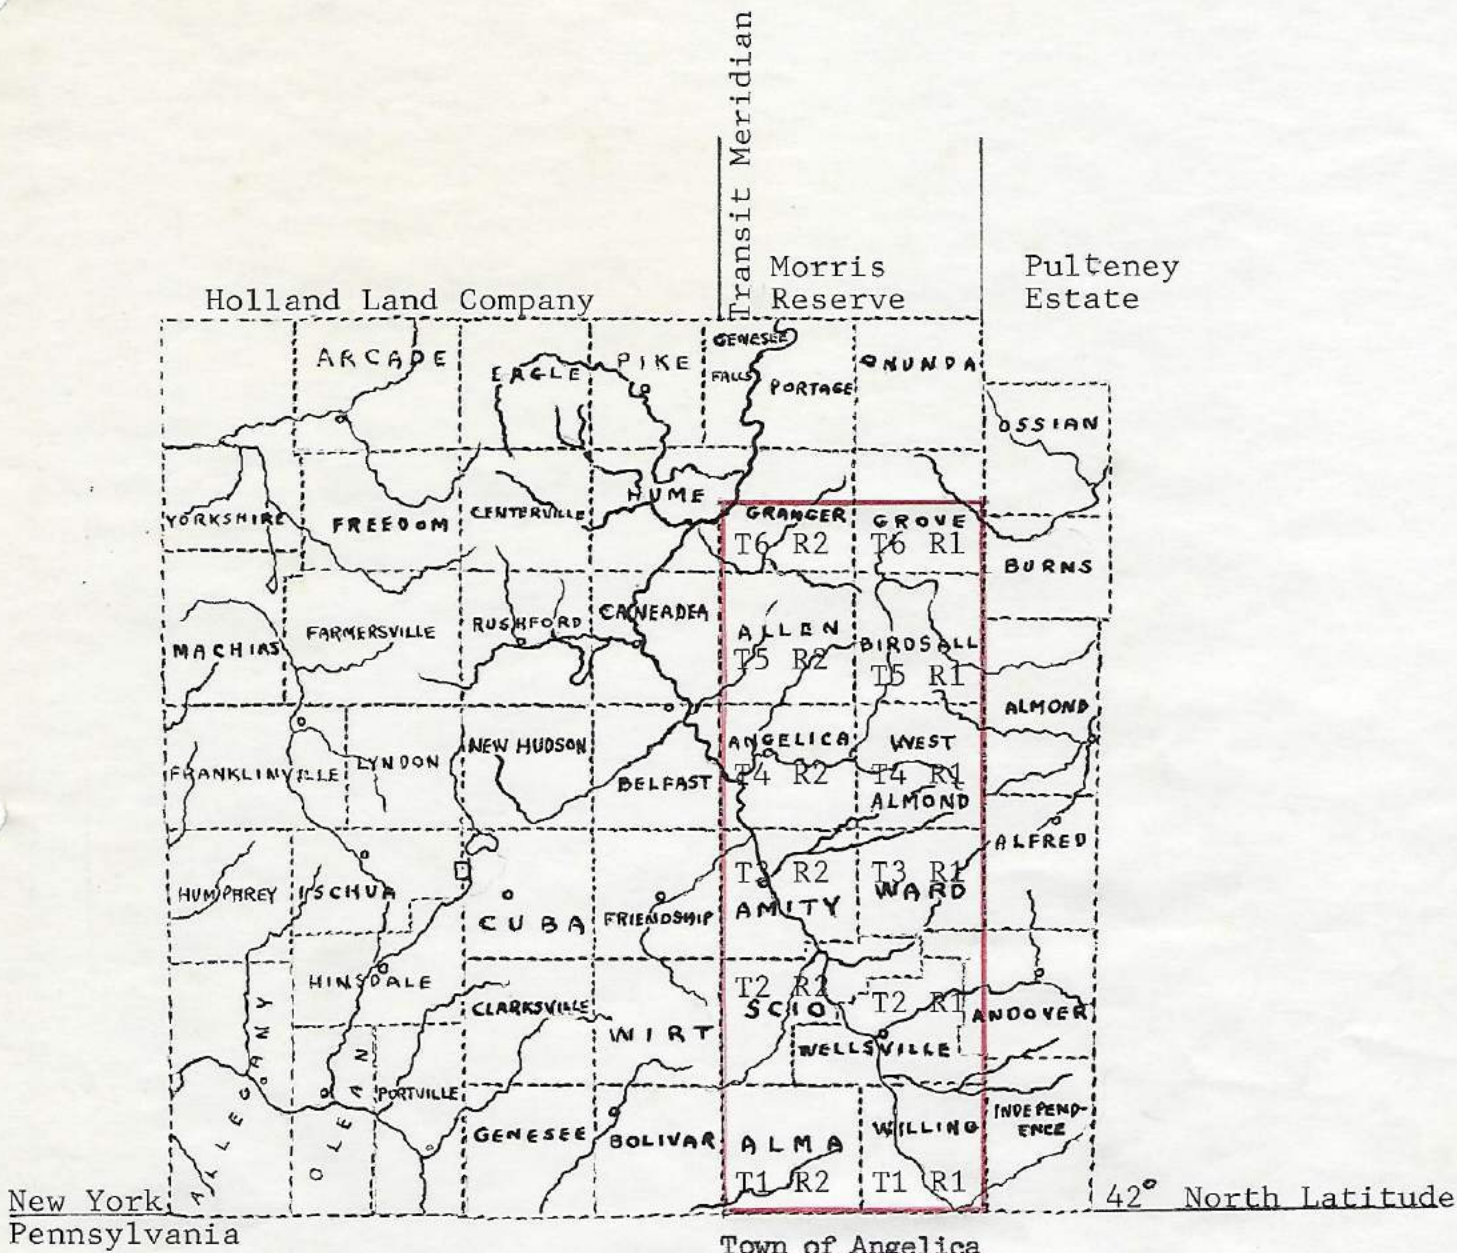 Transit Meridian
Morris
Reserve
Pulteney
Estate
Holland Land Company
ARCADE
EAGLE
PIKE
GENESEE
FALLS
PORTAGE
NUNDA
OSSIAN
YORKSHIRE
FREEDOM
CENTERVILLE
HUME
GRANGER
T6 R2
GROVE
T6 R1
BURNS
MACHIAS
FARMERSVILLE
RUSHFORD
CANEADEA
ALLEN
T5 R2
BIRDSALL
T5 R1
ALMOND
FRANKLINVILLE
LYNDON
NEW HUDSON
BELFAST
ANGELICA
T4 R2
WEST
T4 R1
ALMOND
ALFRED
HUMPHREY
ISCHUA
CUBA
FRIENDSHIP
T3 R2
AMITY
T3 R1
WARD
HINSDALE
CLARKSVILLE
WIRT
T2 R2
SCIO
T2 R1
ANDOVER
WELLSVILLE
ALLEGANY
OLEAN
PORTVILLE
GENESEE
BOLIVAR
ALMA
T1 R2
WILLING
T1 R1
INDEPEND-
ENCE
New York
Pennsylvania
42° North Latitude
Town of Angelica